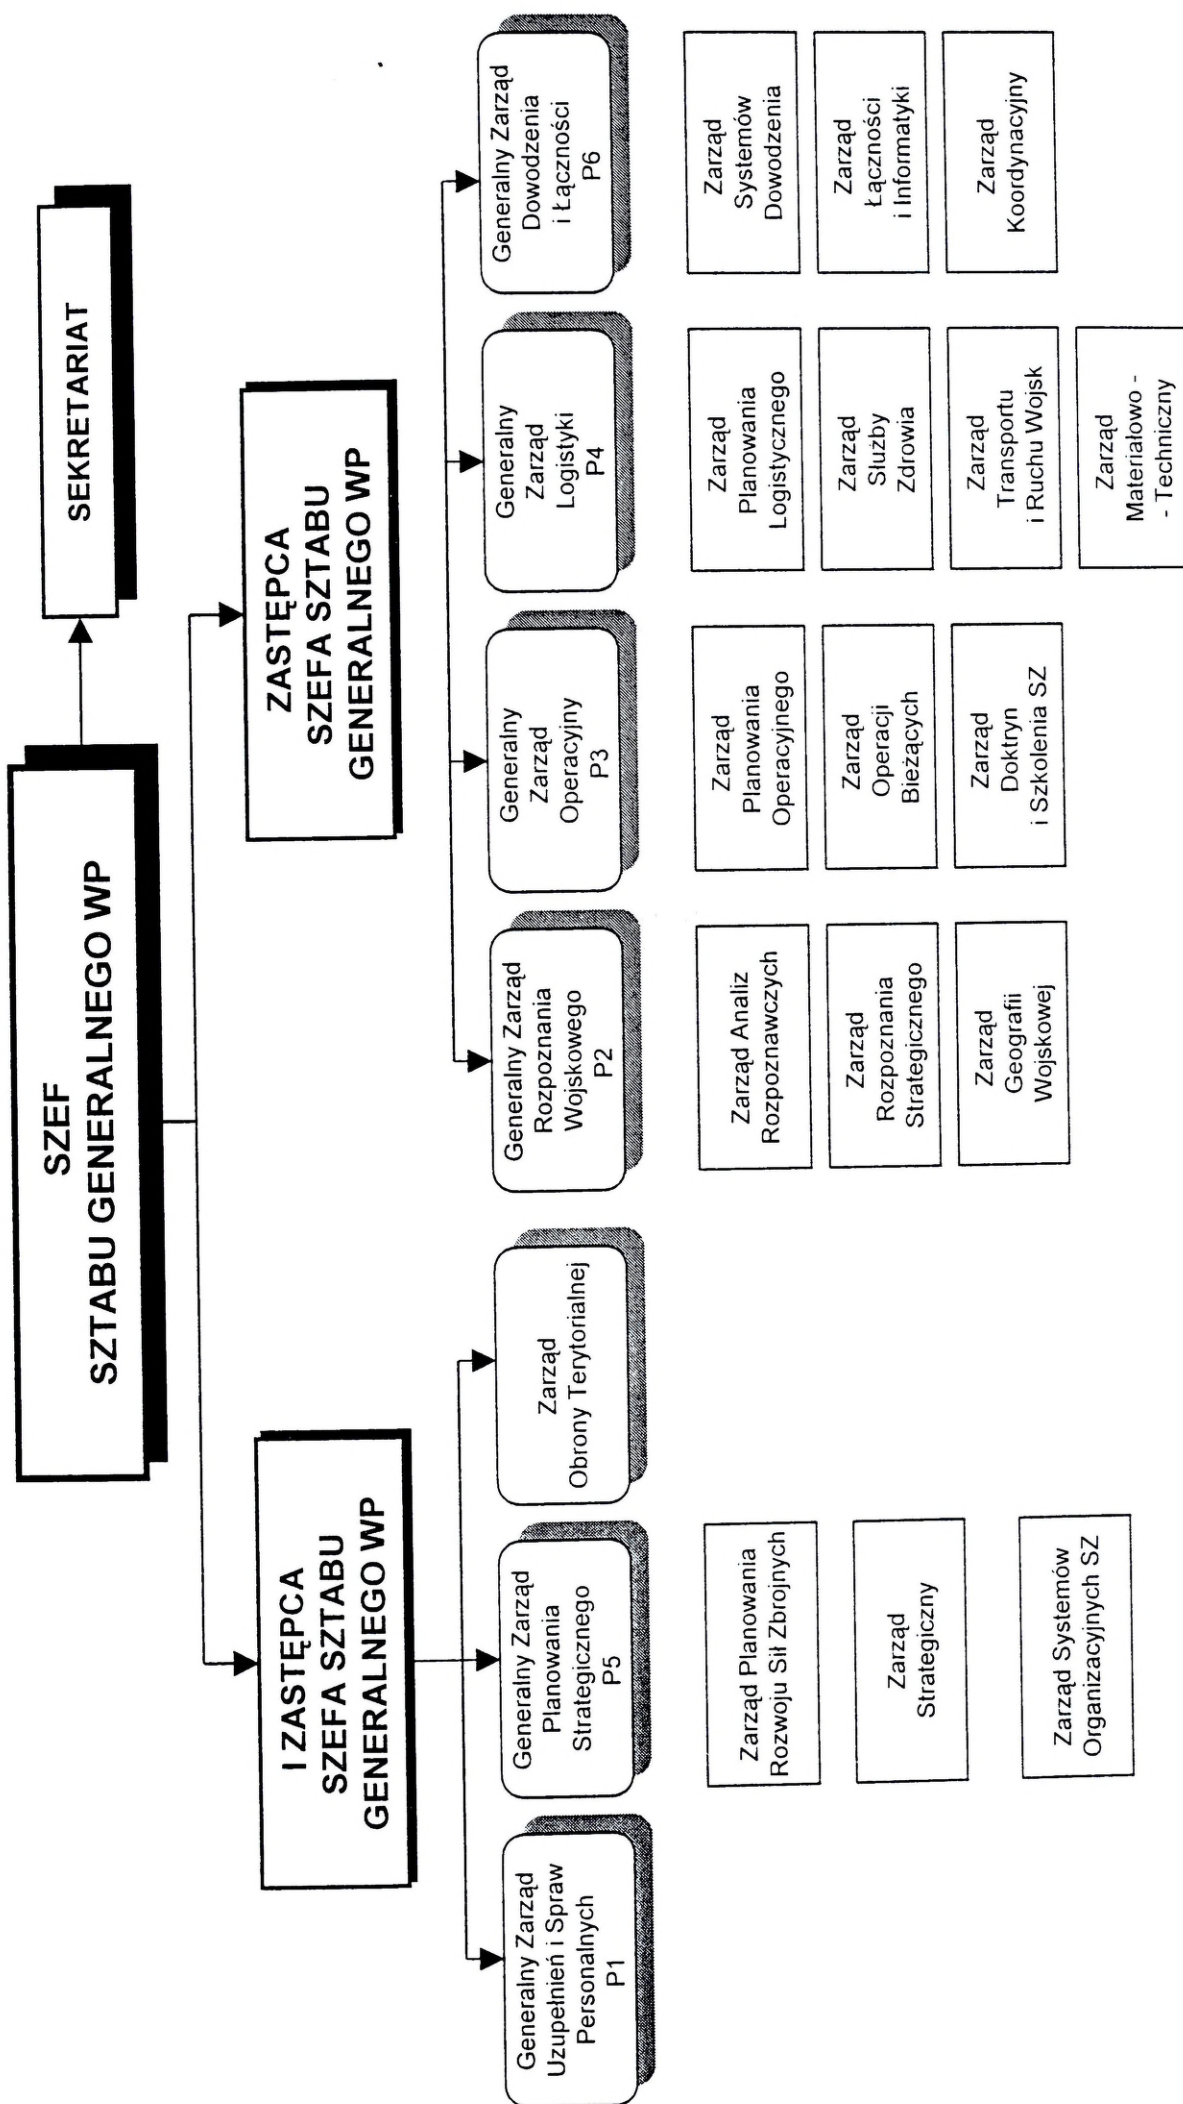 SZEF
SZTABU GENERALNEGO WP
SEKRETARIAT
I ZASTĘPCA
SZEFA SZTABU
GENERALNEGO WP
ZASTĘPCA
SZEFA SZTABU
GENERALNEGO WP
Generalny Zarząd
Uzupełnień i Spraw
Personalnych
P1
Generalny Zarząd
Planowania
Strategicznego
P5
Zarząd
Obrony Terytorialnej
Generalny Zarząd
Rozpoznania
Wojskowego
P2
Generalny
Zarząd
Operacyjny
P3
Generalny
Zarząd
Logistyki
P4
Generalny Zarząd
Dowodzenia
i Łączności
P6
Zarząd Planowania
Rozwoju Sił Zbrojnych
Zarząd
Strategiczny
Zarząd Systemów
Organizacyjnych SZ
Zarząd Analiz
Rozpoznawczych
Zarząd
Rozpoznania
Strategicznego
Zarząd
Geografii
Wojskowej
Zarząd
Planowania
Operacyjnego
Zarząd
Operacji
Bieżących
Zarząd
Doktryn
i Szkolenia SZ
Zarząd
Planowania
Logistycznego
Zarząd
Służby
Zdrowia
Zarząd
Transportu
i Ruchu Wojsk
Zarząd
Materiałowo -
- Techniczny
Zarząd
Systemów
Dowodzenia
Zarząd
Łączności
i Informatyki
Zarząd
Koordynacyjny